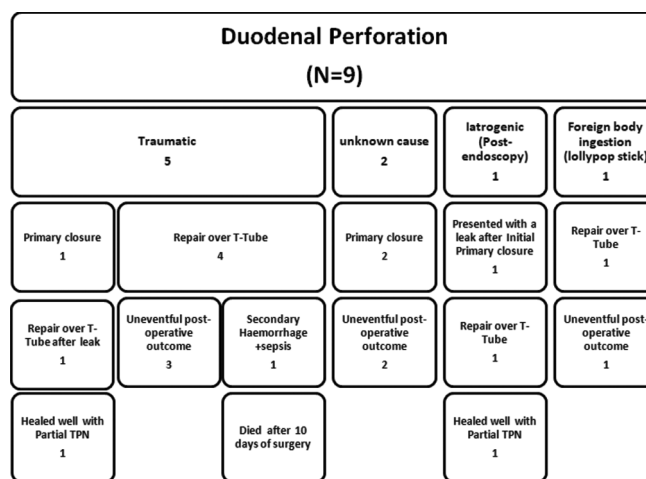 Duodenal Perforation
(N=9)
Traumatic
5
unknown cause
2
Iatrogenic
(Post-
endoscopy)
1
Foreign body
ingestion
(lollypop stick)
1
Primary closure
1
Repair over T-Tube
4
Primary closure
2
Presented with a
leak after Initial
Primary closure
1
Repair over T-
Tube
1
Repair over T-
Tube after leak
1
Uneventful post-
operative
outcome
3
Secondary
Haemorrhage
+sepsis
1
Uneventful post-
operative
outcome
2
Repair over T-
Tube
1
Uneventful post-
operative
outcome
1
Healed well with
Partial TPN
1
Died after 10
days of surgery
Healed well with
Partial TPN
1